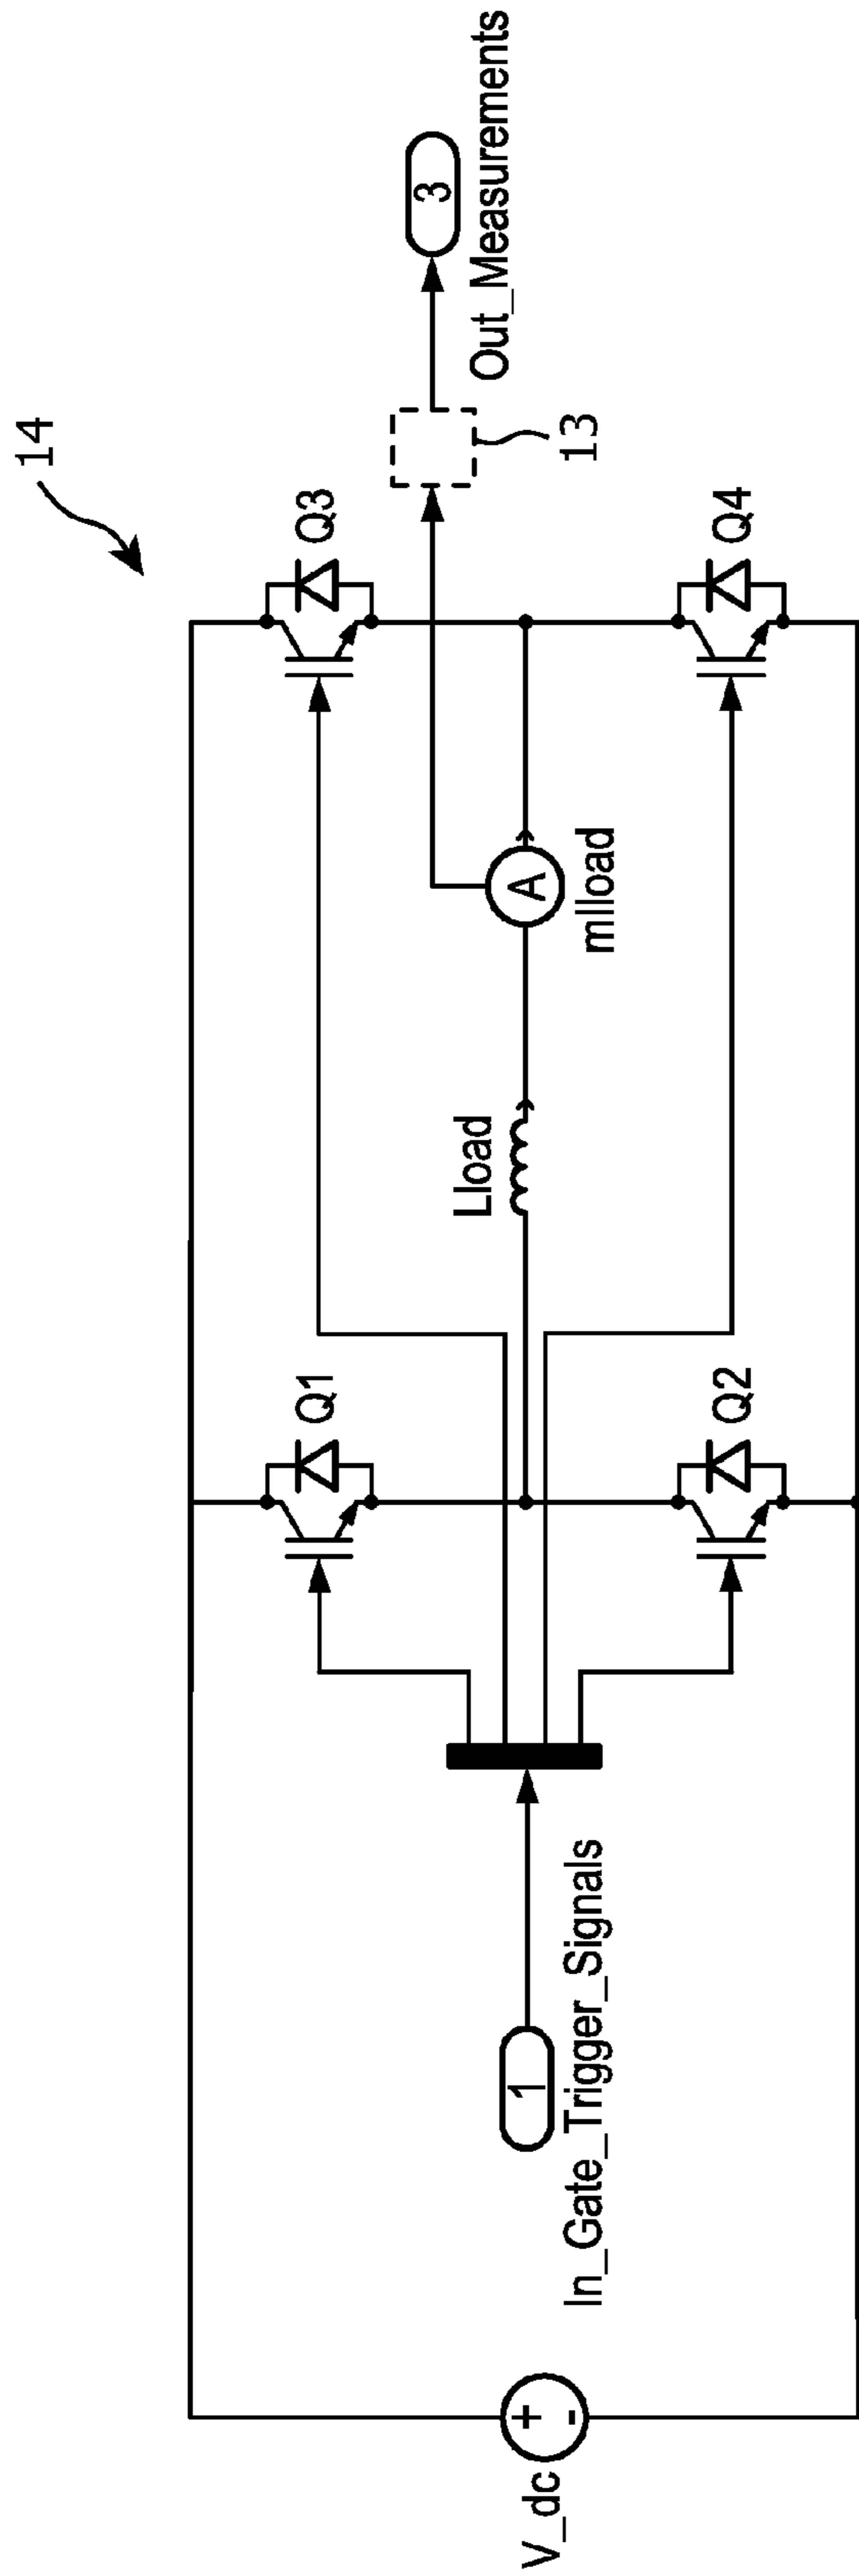 14
3
Out_Measurements
13
Q3
Q1
Lload
A
mIload
Q4
Q2
1
In_Gate_Trigger_Signals
V_dc
+
-